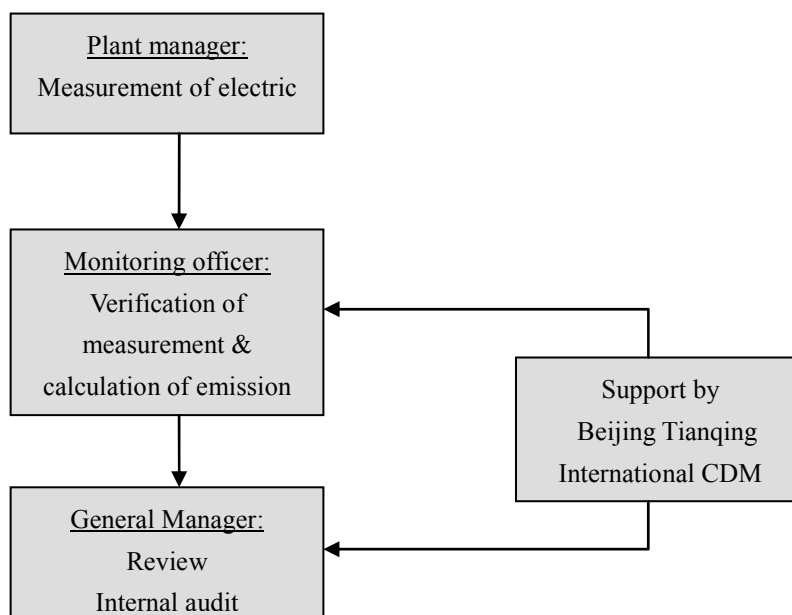 Plant manager:
Measurement of electric
Monitoring officer:
Verification of
measurement &
calculation of emission
Support by
Beijing Tianqing
International CDM
General Manager:
Review
Internal audit